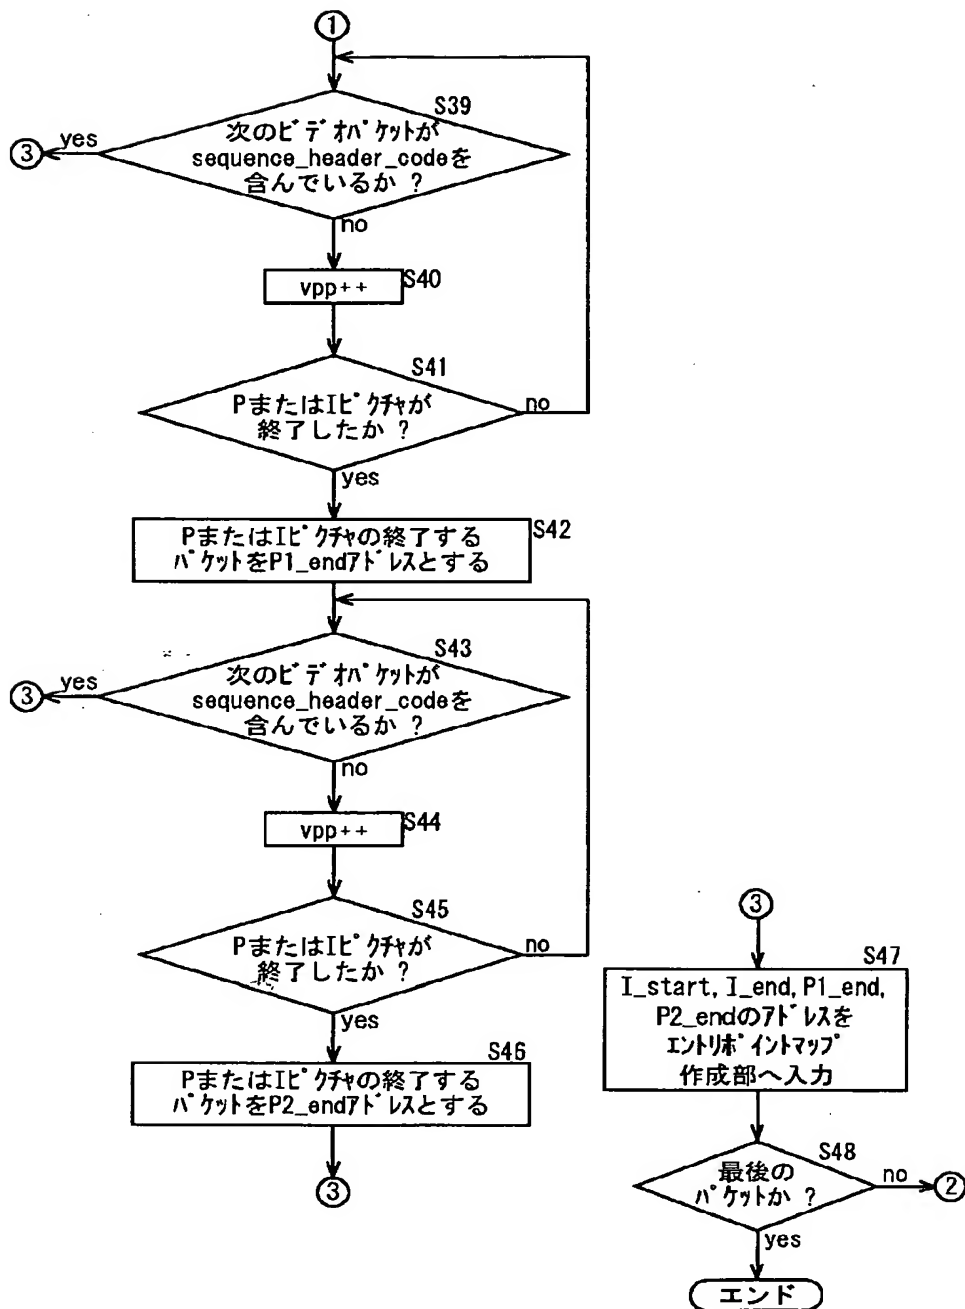 ①
S39
次のビデオパケットが
sequence_header_codeを
含んでいるか ?
yes
③
no
vpp++
S40
S41
PまたはIピクチャが
終了したか ?
no
yes
PまたはIピクチャの終了する
パケットをP1_endアドレスとする
S42
S43
次のビデオパケットが
sequence_header_codeを
含んでいるか ?
yes
③
no
vpp++
S44
S45
PまたはIピクチャが
終了したか ?
no
yes
S46
PまたはIピクチャの終了する
パケットをP2_endアドレスとする
③
③
S47
I_start, I_end, P1_end,
P2_endのアドレスを
エントリポイントマップ
作成部へ入力
S48
最後の
パケットか ?
no
②
yes
エンド